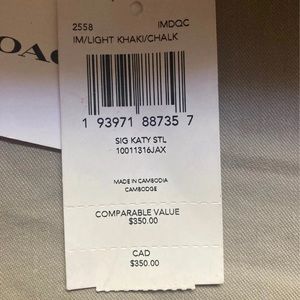 OAC
2558 IMDQC
IM/LIGHT KHAKI/CHALK
1 93971 88735 7
SIG KATY STL
10011316JAX
MADE IN CAMBODIA
CAMBODGE
COMPARABLE VALUE
$350.00
CAD
$350.00